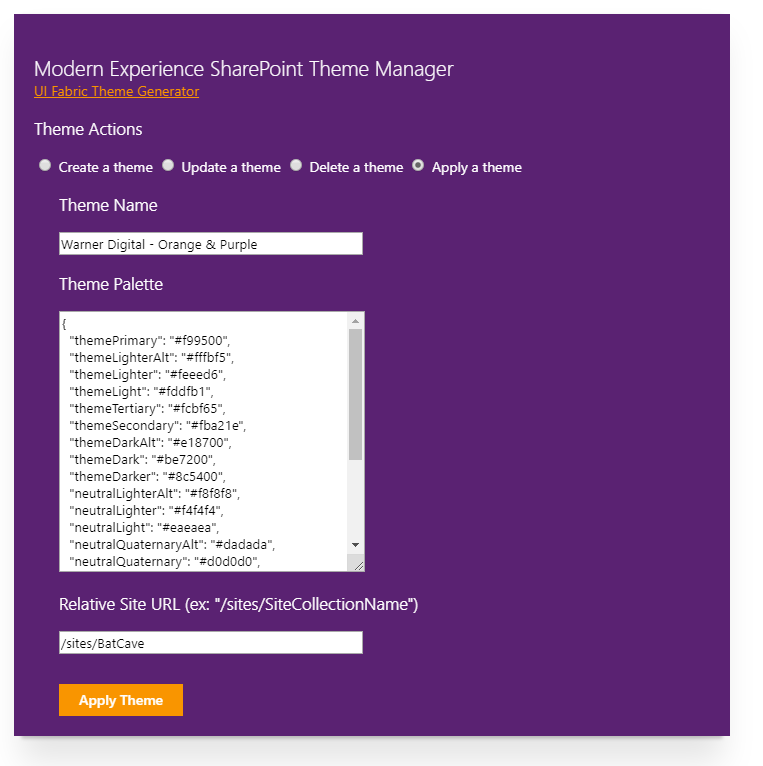 Modern Experience SharePoint Theme Manager
UI Fabric Theme Generator
Theme Actions
Create a theme Update a theme Delete a theme Apply a theme
Theme Name
Warner Digital - Orange & Purple
Theme Palette
{
"themePrimary": "#f99500",
"themeLighterAlt": "#fffbf5",
"themeLighter": "#feeed6",
"themeLight": "#fddfb1",
"themeTertiary": "#fcbf65",
"themeSecondary": "#fba21e",
"themeDarkAlt": "#e18700",
"themeDark": "#be7200",
"themeDarker": "#8c5400",
"neutralLighterAlt": "#f8f8f8",
"neutralLighter": "#f4f4f4",
"neutralLight": "#eaeaea",
"neutralQuaternaryAlt": "#dadada",
"neutralQuaternary": "#d0d0d0",
Relative Site URL (ex: "/sites/SiteCollectionName")
/sites/BatCave
Apply Theme